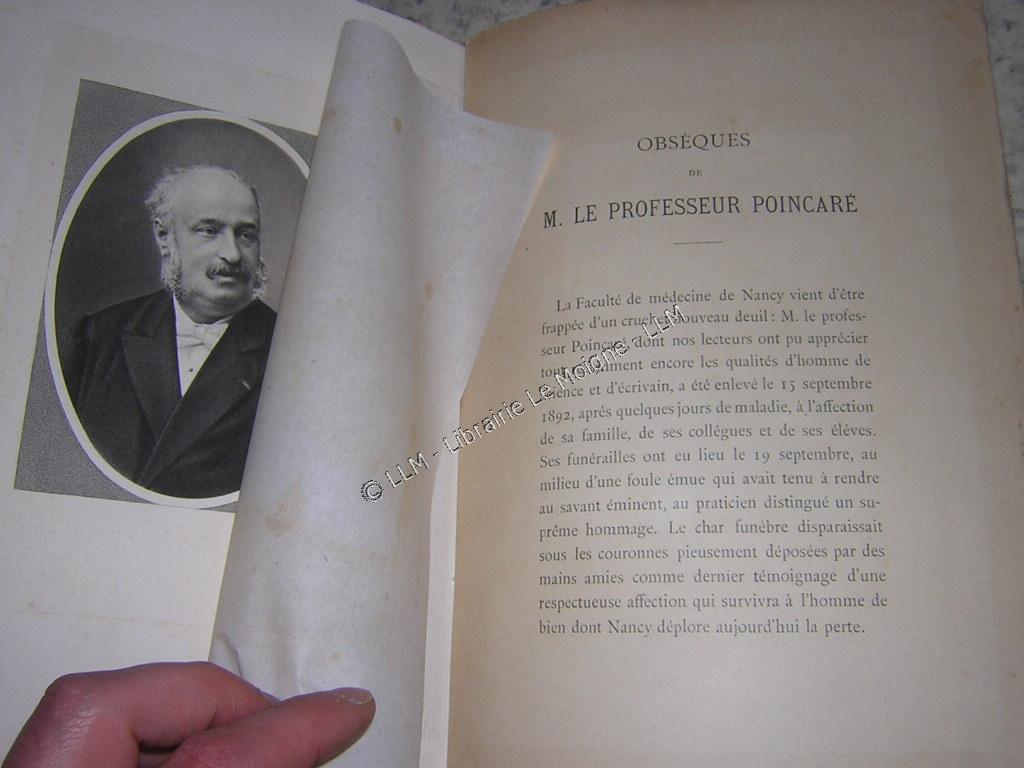 OBSÈQUES
DE
M. LE PROFESSEUR POINCARÉ
La Faculté de médecine de Nancy vient d'être
frappée d'un cruel et nouveau deuil : M. le profes-
seur Poincaré dont nos lecteurs ont pu apprécier
encore les qualités d'homme de
science et d'écrivain, a été enlevé le 15 septembre
1892, après quelques jours de maladie, à l'affection
de sa famille, de ses collègues et de ses élèves.
Ses funérailles ont eu lieu le 19 septembre, au
milieu d'une foule émue qui avait tenu à rendre
au savant éminent, au praticien distingué un su-
prême hommage. Le char funèbre disparaissait
sous les couronnes pieusement déposées par des
mains amies comme dernier témoignage d'une
respectueuse affection qui survivra à l'homme de
bien dont Nancy déplore aujourd'hui la perte.
© LLM - Librairie Le Moigne - LLM